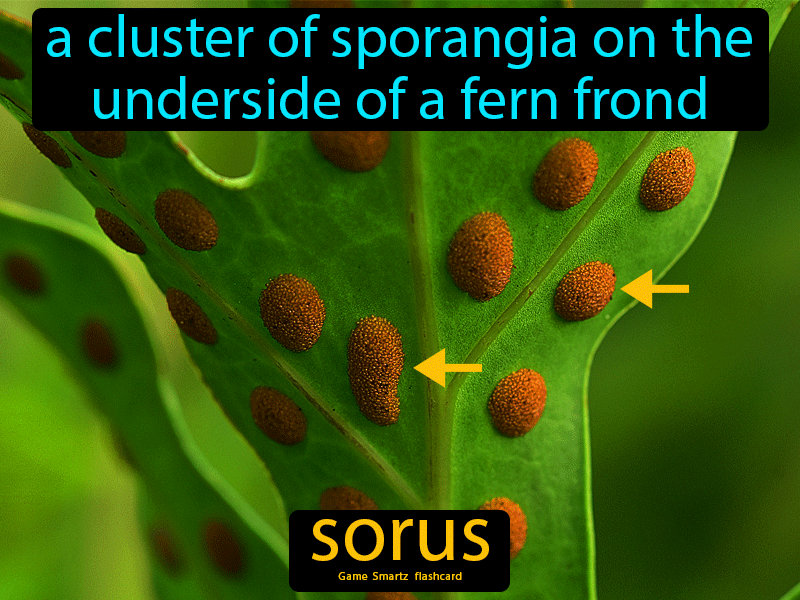 a cluster of sporangia on the
underside of a fern frond
sorus
Game Smartz flashcard